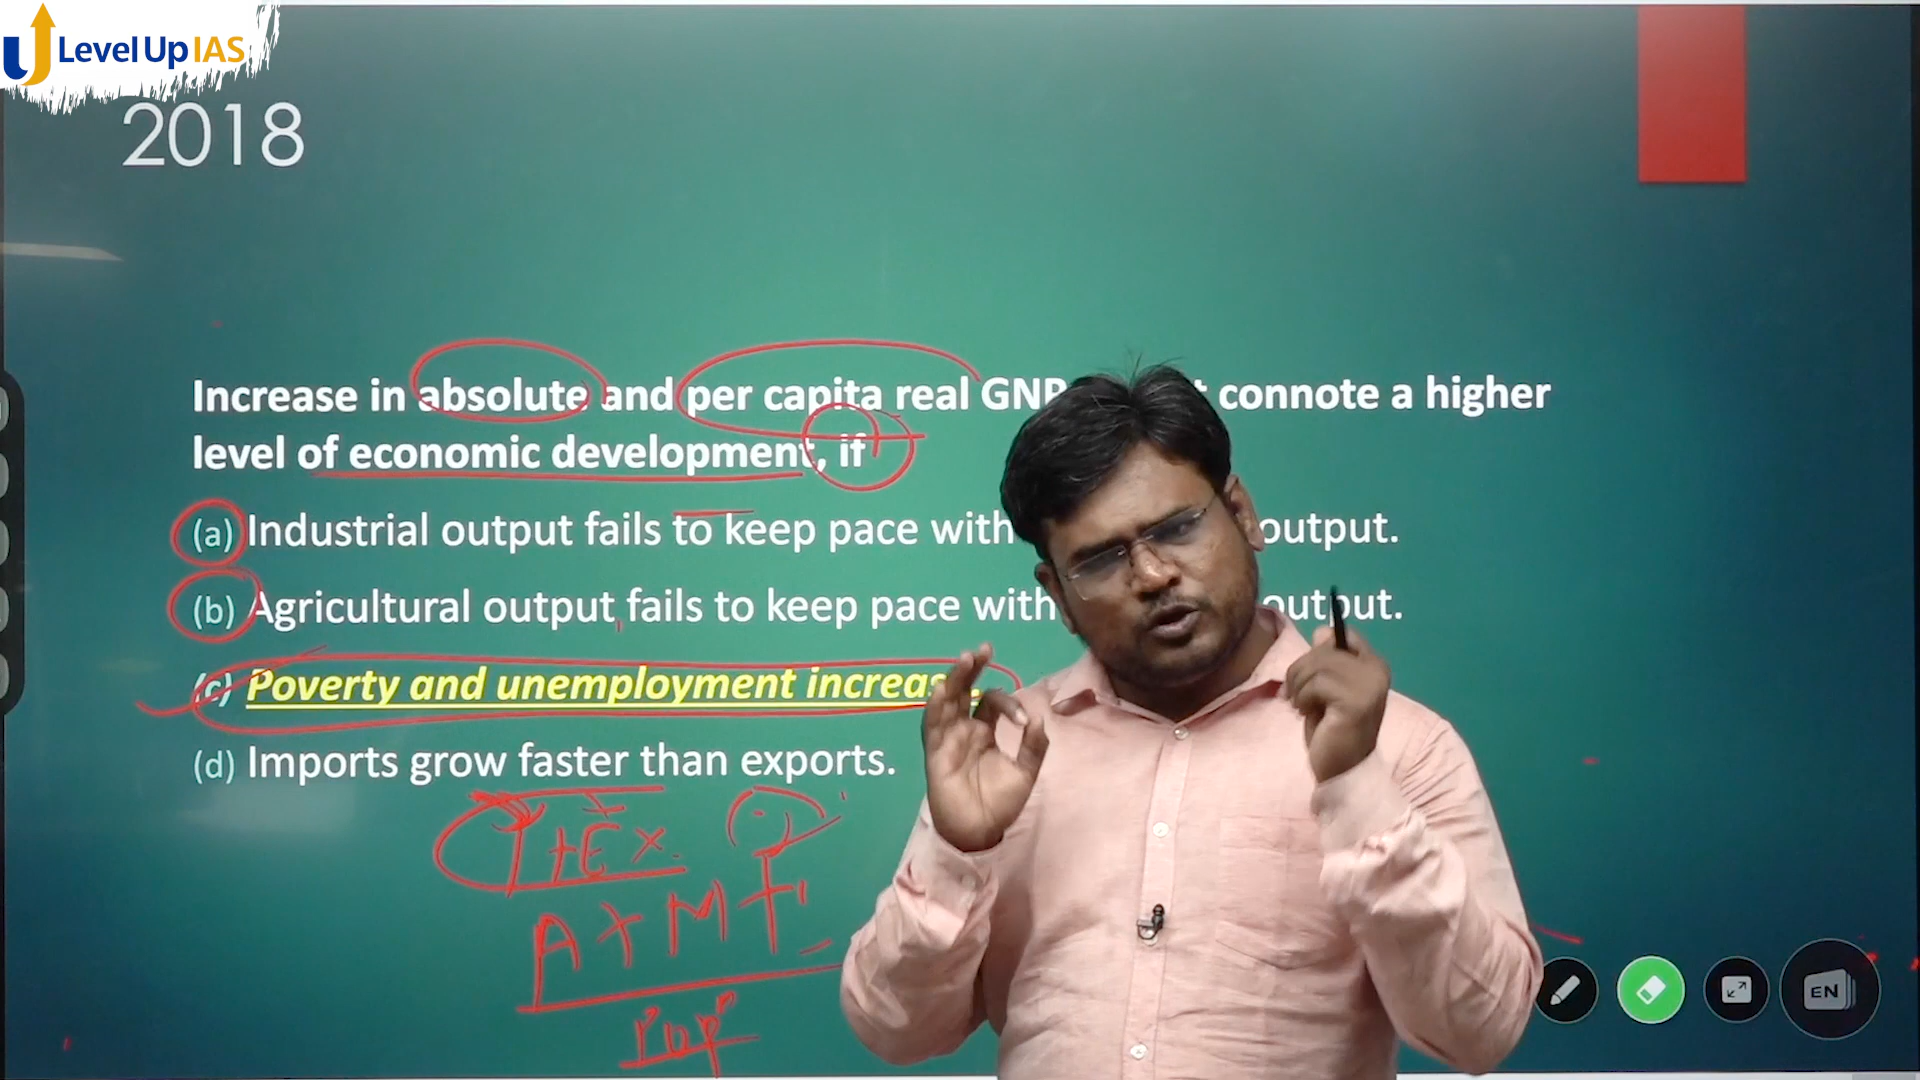 Level Up IAS
2018
Increase in absolute and per capita real GNP connote a higher
level of economic development, if
(a) Industrial output fails to keep pace with output.
(b) Agricultural output fails to keep pace with output.
(c) Poverty and unemployment increas
(d) Imports grow faster than exports.
I + E x
A + M +
Pop
EN